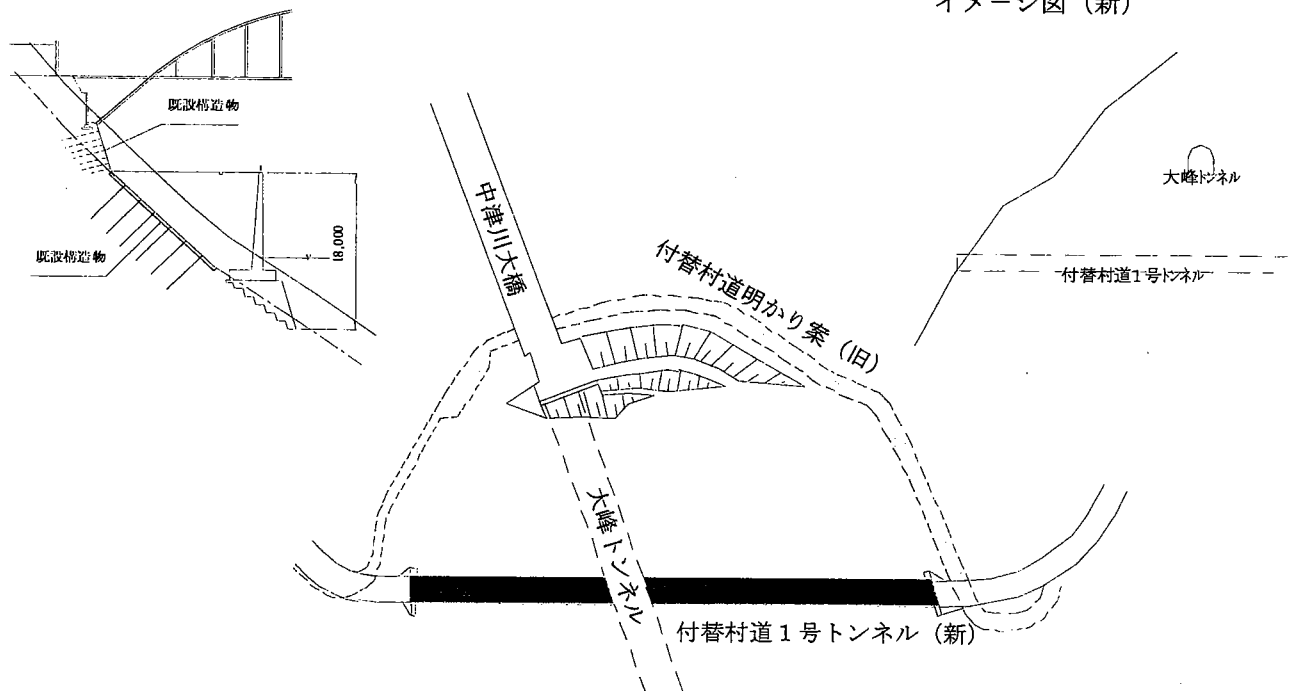 イメージ図（新）
既設構造物
既設構造物
18,000
中津川大橋
付替村道明かり案（旧）
大峰トンネル
付替村道1号トンネル
大峰トンネル
付替村道１号トンネル（新）